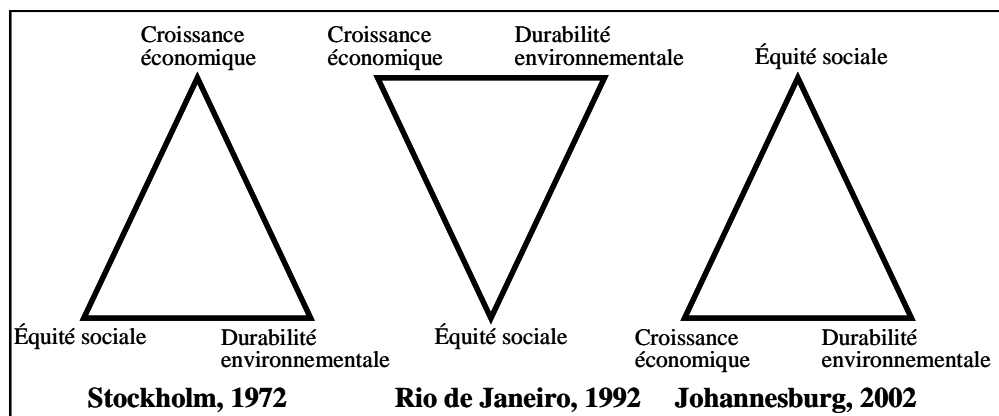 Croissance
économique
Équité sociale
Durabilité
environnementale
Stockholm, 1972
Croissance
économique
Durabilité
environnementale
Équité sociale
Rio de Janeiro, 1992
Équité sociale
Croissance
économique
Durabilité
environnementale
Johannesburg, 2002